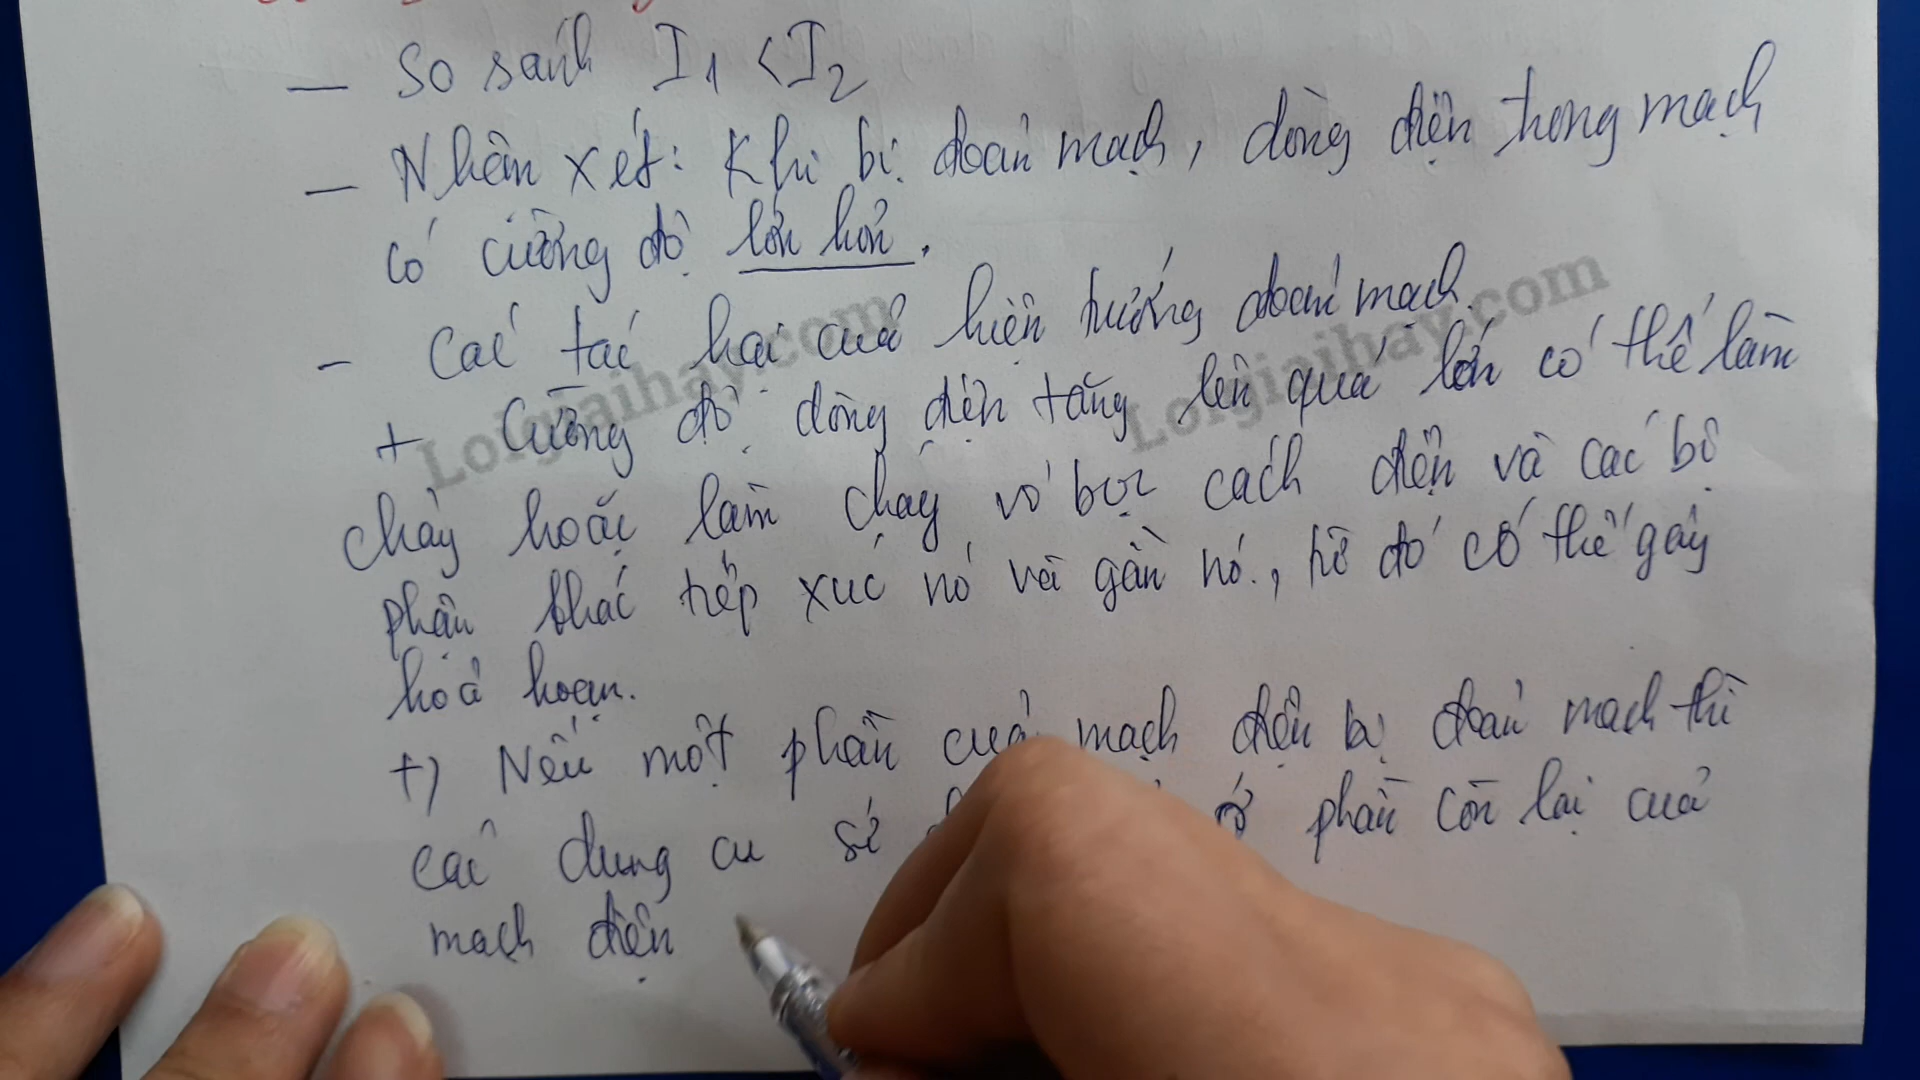 — So sánh I1 < I2
— Nhận xét: Khi bị đoản mạch, dòng điện trong mạch
có cường độ lớn hơn.
- Các tác hại của hiện tượng đoản mạch.
+ Cường độ dòng điện tăng lên quá lớn có thể làm
chảy hoặc làm cháy vỏ bọc cách điện và các bộ
phận khác tiếp xúc nó và gần nó., từ đó có thể gây
hoả hoạn.
+) Nếu một phần của mạch điện bị đoản mạch thì
các dụng cụ sẽ ở phần còn lại của
mạch điện
Loigiaihay.com
Loigiaihay.com